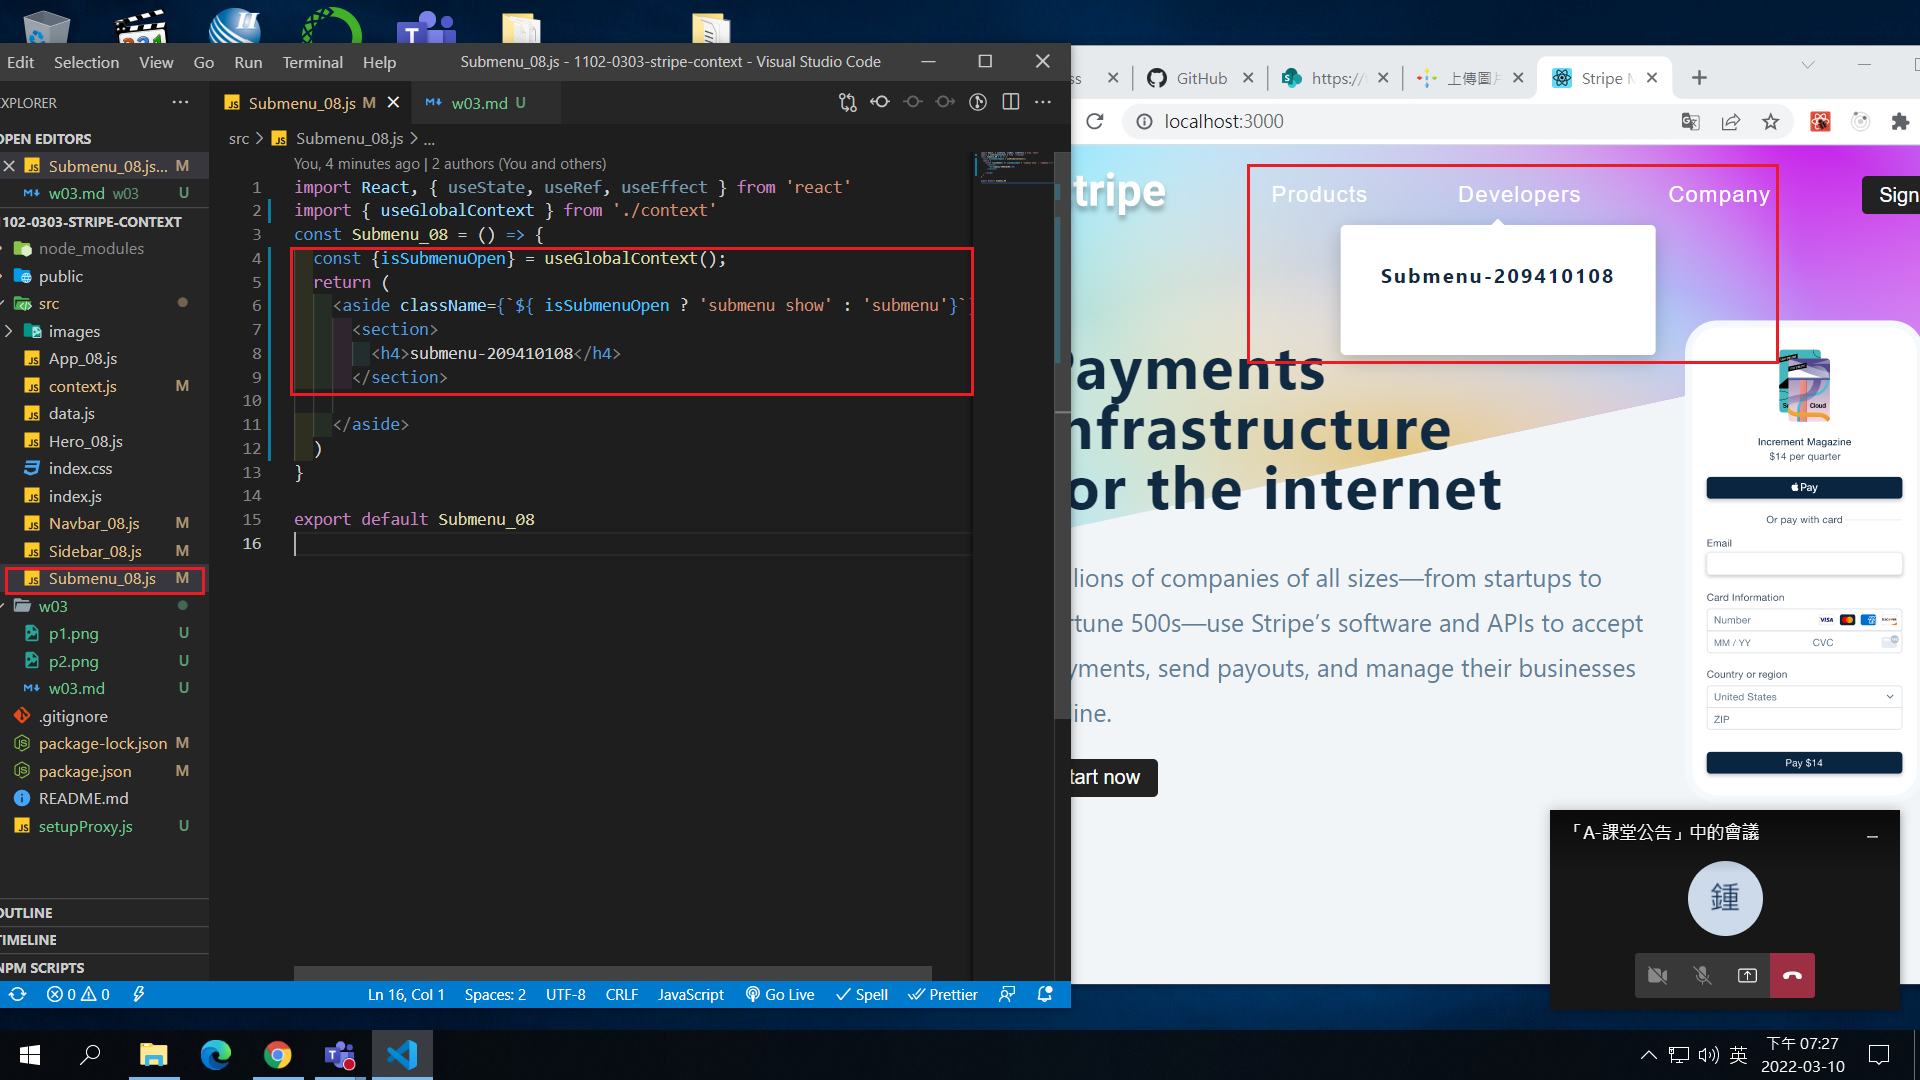 Edit Selection View Go Run Terminal Help
Submenu_08.js - 1102-0303-stripe-context - Visual Studio Code
EXPLORER
OPEN EDITORS
Submenu_08.js... M
w03.md w03 U
1102-0303-STRIPE-CONTEXT
node_modules
public
src
images
App_08.js
context.js M
data.js
Hero_08.js
index.css
index.js
Navbar_08.js M
Sidebar_08.js M
Submenu_08.js M
w03
p1.png U
p2.png U
w03.md U
.gitignore
package-lock.json M
package.json M
README.md
setupProxy.js U
OUTLINE
TIMELINE
NPM SCRIPTS
Submenu_08.js M
w03.md U
src > Submenu_08.js > ...
You, 4 minutes ago | 2 authors (You and others)
1 import React, { useState, useRef, useEffect } from 'react'
2 import { useGlobalContext } from './context'
3 const Submenu_08 = () => {
4 const {isSubmenuOpen} = useGlobalContext();
5 return (
6 <aside className={`${ isSubmenuOpen ? 'submenu show' : 'submenu'}`}
7 <section>
8 <h4>submenu-209410108</h4>
9 </section>
10
11 </aside>
12 )
13 }
14
15 export default Submenu_08
16
0 0
Ln 16, Col 1 Spaces: 2 UTF-8 CRLF JavaScript Go Live Spell Prettier
ss
GitHub
https://
上傳圖
Stripe
localhost:3000
tripe
Products Developers Company
Sign
Submenu-209410108
Payments
nfrastructure
or the internet
lions of companies of all sizes—from startups to
rtune 500s—use Stripe’s software and APIs to accept
yments, send payouts, and manage their businesses
ine.
tart now
Cloud
Increment Magazine
$14 per quarter
Pay
Or pay with card
Email
Card Information
Number VISA
MM / YY CVC
Country or region
United States
ZIP
Pay $14
「A-課堂公告」中的會議
鍾
英
下午 07:27
2022-03-10